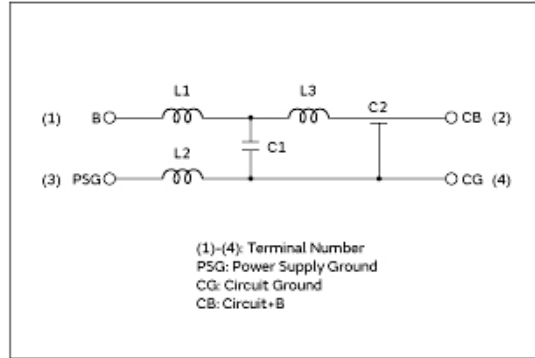 L1 L3 C2
(1) B CB (2)
C1
L2
(3) PSG CG (4)
(1)-(4): Terminal Number
PSG: Power Supply Ground
CG: Circuit Ground
CB: Circuit+B